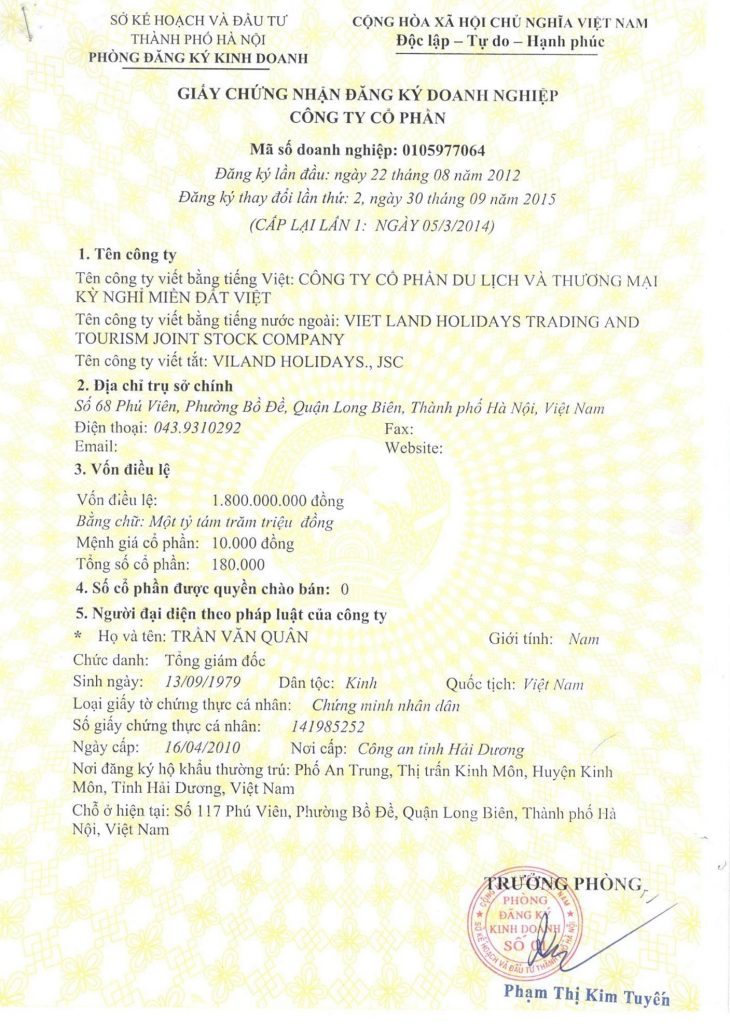 SỞ KẾ HOẠCH VÀ ĐẦU TƯ
THÀNH PHỐ HÀ NỘI
PHÒNG ĐĂNG KÝ KINH DOANH
CỘNG HÒA XÃ HỘI CHỦ NGHĨA VIỆT NAM
Độc lập – Tự do – Hạnh phúc
GIẤY CHỨNG NHẬN ĐĂNG KÝ DOANH NGHIỆP
CÔNG TY CỔ PHẦN
Mã số doanh nghiệp: 0105977064
Đăng ký lần đầu: ngày 22 tháng 08 năm 2012
Đăng ký thay đổi lần thứ: 2, ngày 30 tháng 09 năm 2015
(CẤP LẠI LẦN 1: NGÀY 05/3/2014)
1. Tên công ty
Tên công ty viết bằng tiếng Việt: CÔNG TY CỔ PHẦN DU LỊCH VÀ THƯƠNG MẠI
KỲ NGHỈ MIỀN ĐẤT VIỆT
Tên công ty viết bằng tiếng nước ngoài: VIET LAND HOLIDAYS TRADING AND
TOURISM JOINT STOCK COMPANY
Tên công ty viết tắt: VILAND HOLIDAYS., JSC
2. Địa chỉ trụ sở chính
Số 68 Phú Viên, Phường Bồ Đề, Quận Long Biên, Thành phố Hà Nội, Việt Nam
Điện thoại: 043.9310292 Fax:
Email: Website:
3. Vốn điều lệ
Vốn điều lệ: 1.800.000.000 đồng
Bằng chữ: Một tỷ tám trăm triệu đồng
Mệnh giá cổ phần: 10.000 đồng
Tổng số cổ phần: 180.000
4. Số cổ phần được quyền chào bán: 0
5. Người đại diện theo pháp luật của công ty
* Họ và tên: TRẦN VĂN QUÂN Giới tính: Nam
Chức danh: Tổng giám đốc
Sinh ngày: 13/09/1979 Dân tộc: Kinh Quốc tịch: Việt Nam
Loại giấy tờ chứng thực cá nhân: Chứng minh nhân dân
Số giấy chứng thực cá nhân: 141985252
Ngày cấp: 16/04/2010 Nơi cấp: Công an tỉnh Hải Dương
Nơi đăng ký hộ khẩu thường trú: Phố An Trung, Thị trấn Kinh Môn, Huyện Kinh
Môn, Tỉnh Hải Dương, Việt Nam
Chỗ ở hiện tại: Số 117 Phú Viên, Phường Bồ Đề, Quận Long Biên, Thành phố Hà
Nội, Việt Nam
TRƯỞNG PHÒNG
PHÒNG
ĐĂNG KÝ
KINH DOANH
SỐ 01
SỞ KẾ HOẠCH VÀ ĐẦU TƯ THÀNH PHỐ HÀ NỘI
Phạm Thị Kim Tuyến